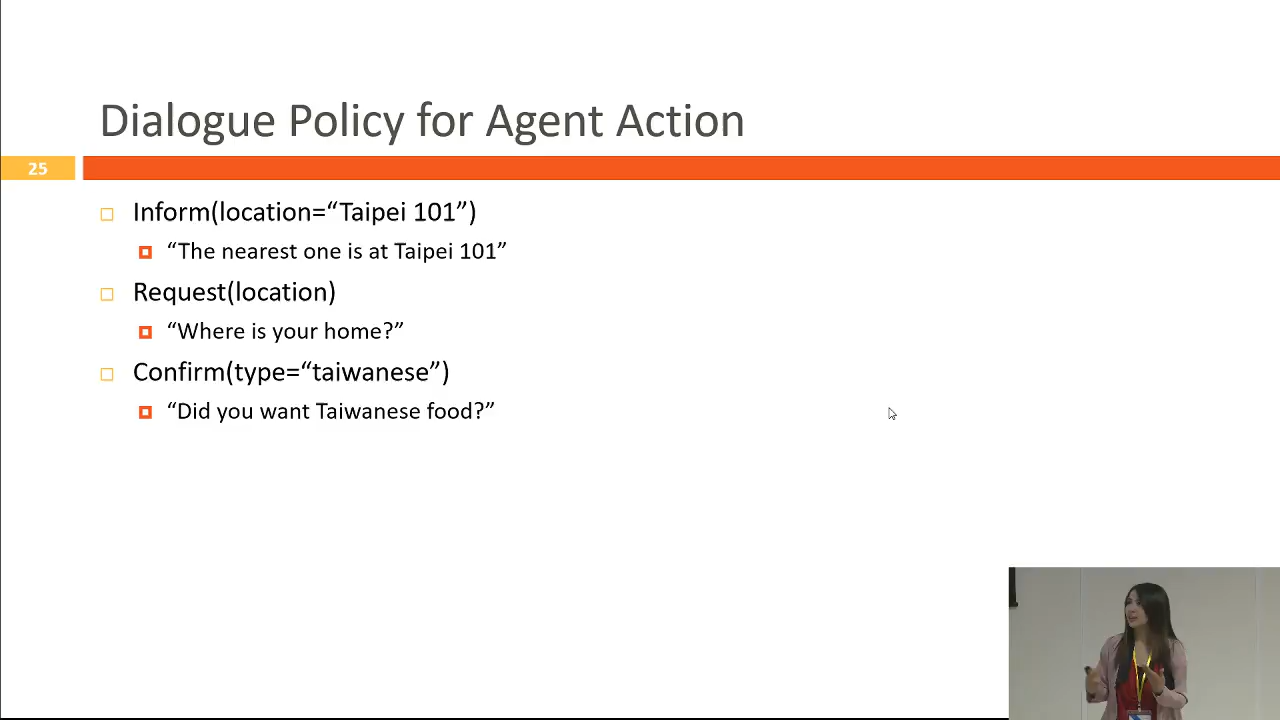 Dialogue Policy for Agent Action
25
Inform(location=“Taipei 101”)
“The nearest one is at Taipei 101”
Request(location)
“Where is your home?”
Confirm(type=“taiwanese”)
“Did you want Taiwanese food?”